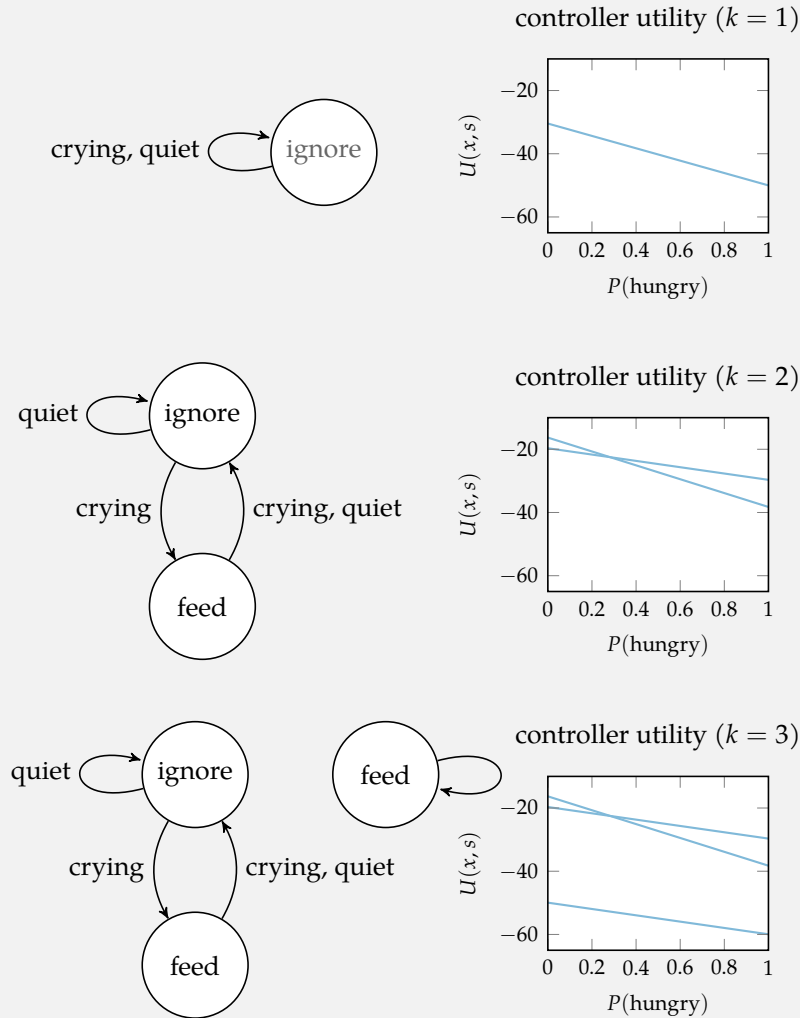 controller utility (k = 1)
crying, quiet
ignore
U(x, s)
−20
−40
−60
0 0.2 0.4 0.6 0.8 1
P(hungry)
controller utility (k = 2)
quiet
ignore
crying
crying, quiet
feed
U(x, s)
−20
−40
−60
0 0.2 0.4 0.6 0.8 1
P(hungry)
controller utility (k = 3)
quiet
ignore
feed
crying
crying, quiet
feed
U(x, s)
−20
−40
−60
0 0.2 0.4 0.6 0.8 1
P(hungry)